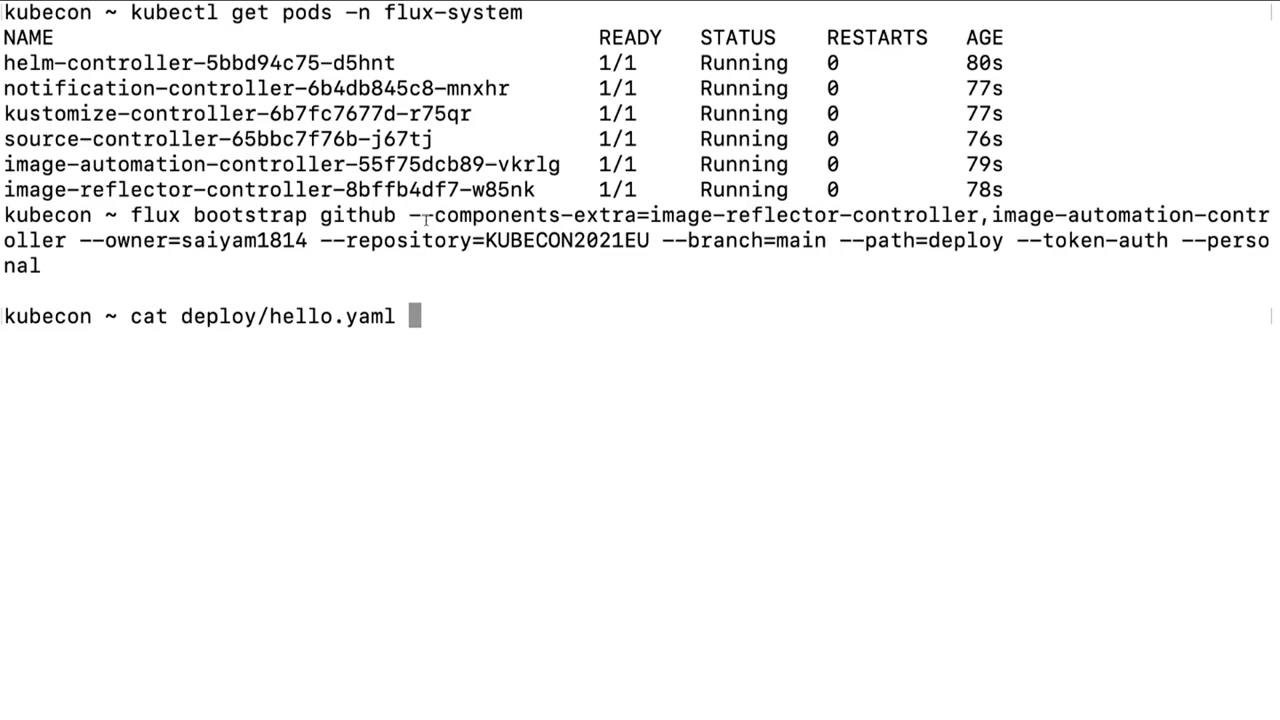 kubecon ~ kubectl get pods -n flux-system
NAME READY STATUS RESTARTS AGE
helm-controller-5bbd94c75-d5hnt 1/1 Running 0 80s
notification-controller-6b4db845c8-mnxhr 1/1 Running 0 77s
kustomize-controller-6b7fc7677d-r75qr 1/1 Running 0 77s
source-controller-65bbc7f76b-j67tj 1/1 Running 0 76s
image-automation-controller-55f75dcb89-vkrlg 1/1 Running 0 79s
image-reflector-controller-8bffb4df7-w85nk 1/1 Running 0 78s
kubecon ~ flux bootstrap github --components-extra=image-reflector-controller,image-automation-contr
oller --owner=saiyam1814 --repository=KUBECON2021EU --branch=main --path=deploy --token-auth --perso
nal
kubecon ~ cat deploy/hello.yaml